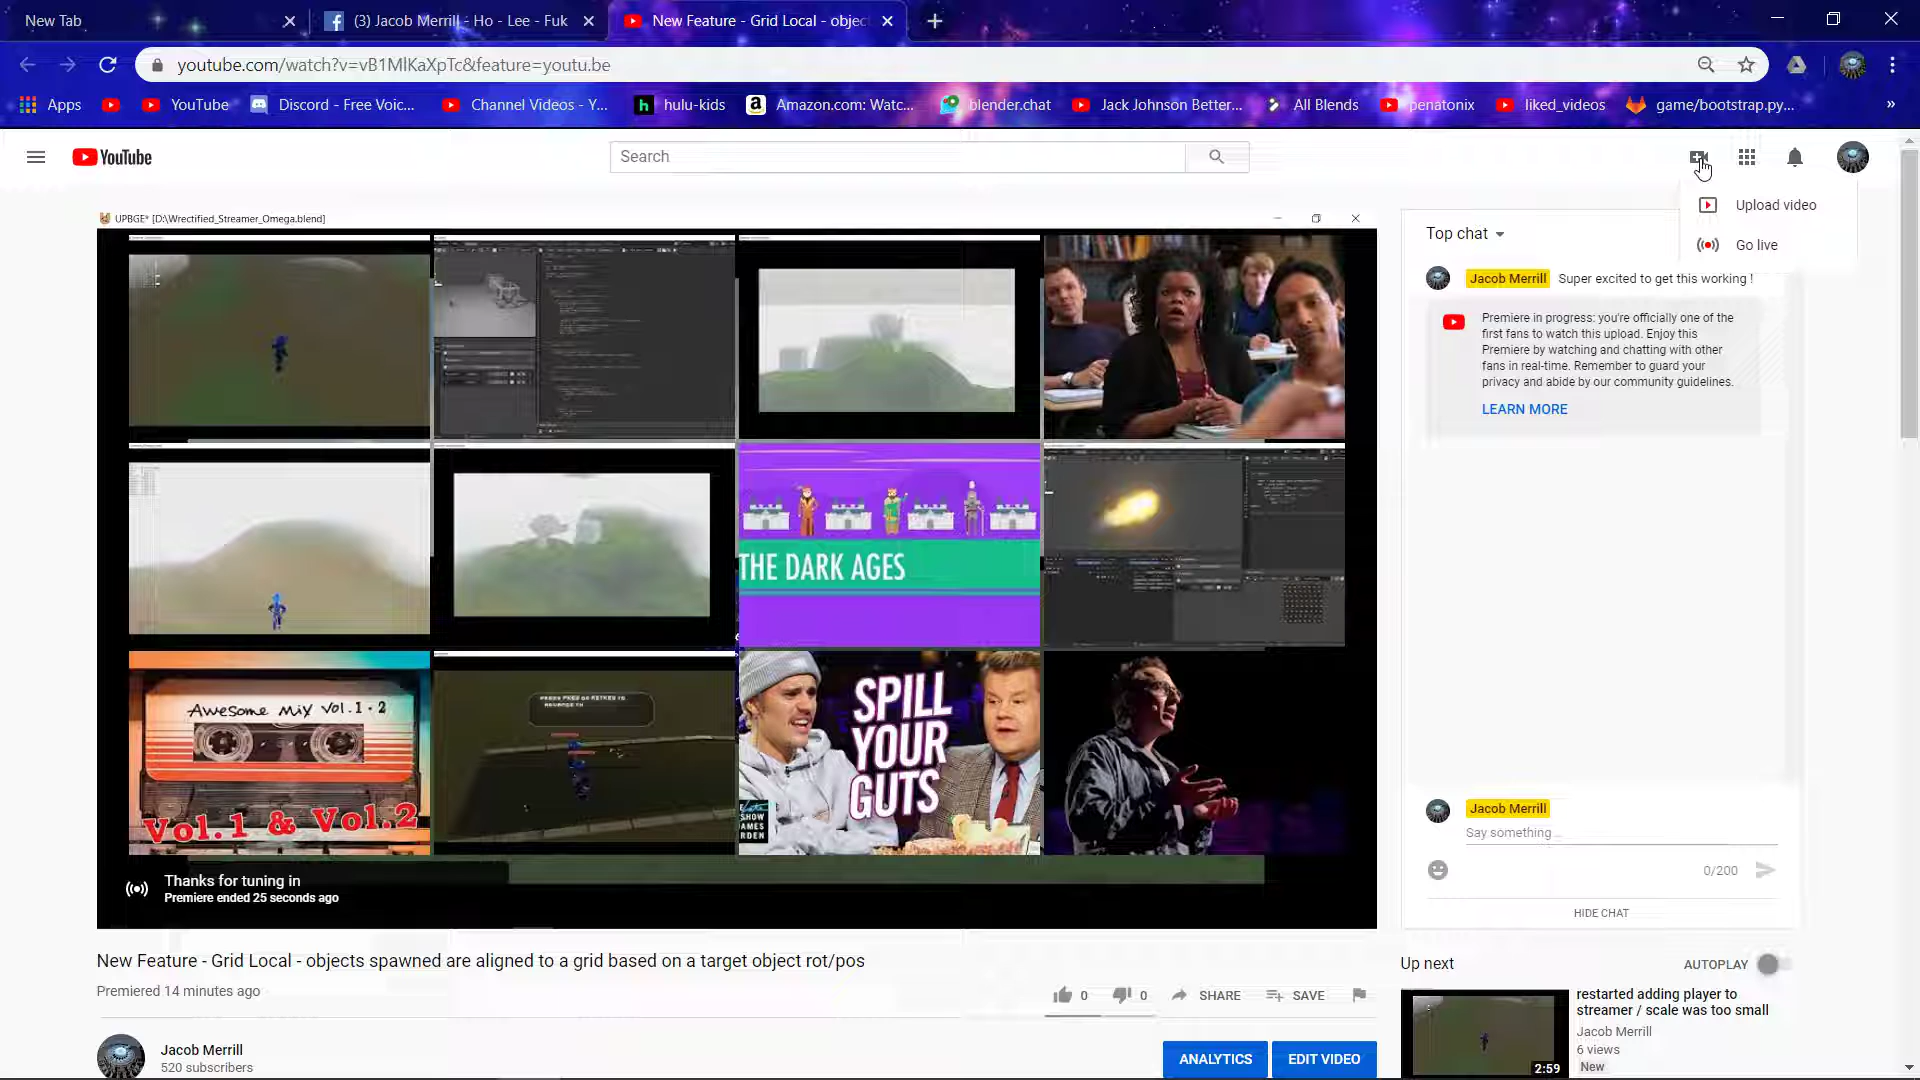 New Tab
(3) Jacob Merrill - Ho - Lee - Fuk
New Feature - Grid Local - objec
youtube.com/watch?v=vB1MlKaXpTc&feature=youtu.be
Apps
YouTube
Discord - Free Voic...
Channel Videos - Y...
hulu-kids
Amazon.com: Watc...
blender.chat
Jack Johnson Better...
All Blends
penatonix
liked_videos
game/bootstrap.py...
»
YouTube
Search
Upload video
Go live
UPBGE* [D:\Wrectified_Streamer_Omega.blend]
Top chat
Jacob Merrill Super excited to get this working !
Premiere in progress: you're officially one of the
first fans to watch this upload. Enjoy this
Premiere by watching and chatting with other
fans in real-time. Remember to guard your
privacy and abide by our community guidelines.
LEARN MORE
THE DARK AGES
Awesome Mix Vol. 1 - 2
Vol.1 & Vol.2
SPILL
YOUR
GUTS
Thanks for tuning in
Premiere ended 25 seconds ago
Jacob Merrill
Say something...
0/200
HIDE CHAT
New Feature - Grid Local - objects spawned are aligned to a grid based on a target object rot/pos
Premiered 14 minutes ago
0
0
SHARE
SAVE
Jacob Merrill
520 subscribers
ANALYTICS
EDIT VIDEO
Up next
AUTOPLAY
restarted adding player to
streamer / scale was too small
Jacob Merrill
6 views
New
2:59